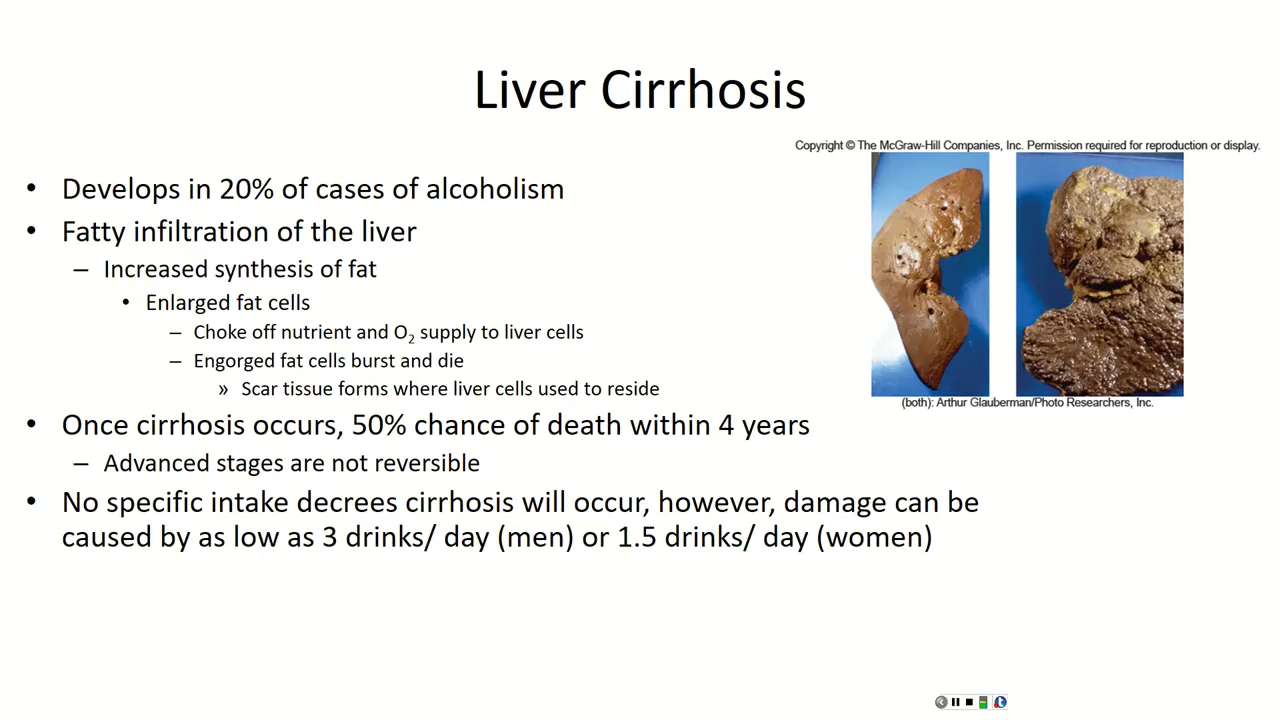 Liver Cirrhosis
Copyright © The McGraw-Hill Companies, Inc. Permission required for reproduction or display.
• Develops in 20% of cases of alcoholism
• Fatty infiltration of the liver
– Increased synthesis of fat
• Enlarged fat cells
– Choke off nutrient and O₂ supply to liver cells
– Engorged fat cells burst and die
» Scar tissue forms where liver cells used to reside
(both): Arthur Glauberman/Photo Researchers, Inc.
• Once cirrhosis occurs, 50% chance of death within 4 years
– Advanced stages are not reversible
• No specific intake decrees cirrhosis will occur, however, damage can be
caused by as low as 3 drinks/ day (men) or 1.5 drinks/ day (women)